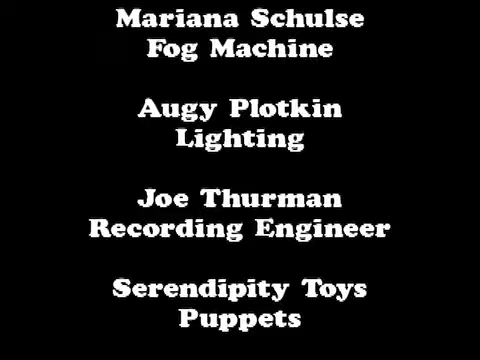 Mariana Schulse
Fog Machine
Augy Plotkin
Lighting
Joe Thurman
Recording Engineer
Serendipity Toys
Puppets